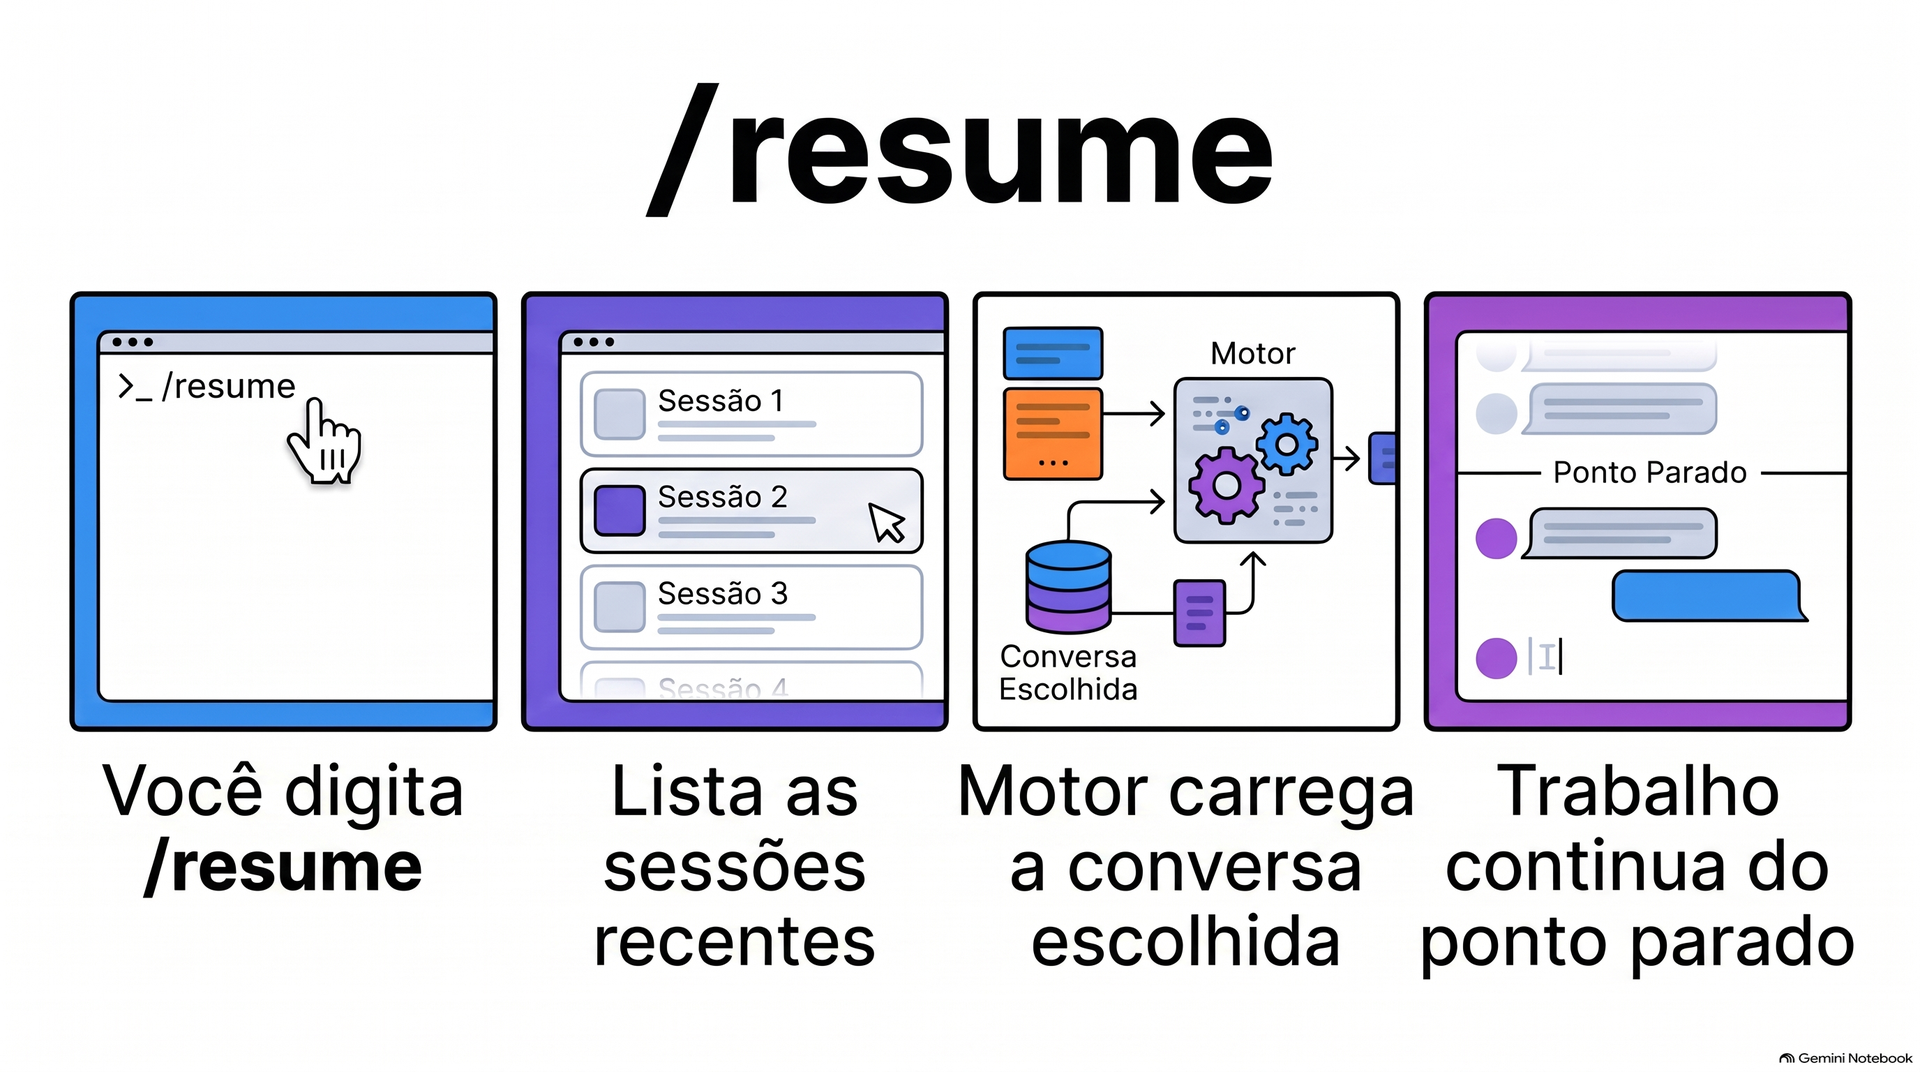 /resume
>_ /resume
Sessão 1
Sessão 2
Sessão 3
Sessão 4
Motor
Conversa
Escolhida
Ponto Parado
Você digita
/resume
Lista as
sessões
recentes
Motor carrega
a conversa
escolhida
Trabalho
continua do
ponto parado
Gemini Notebook